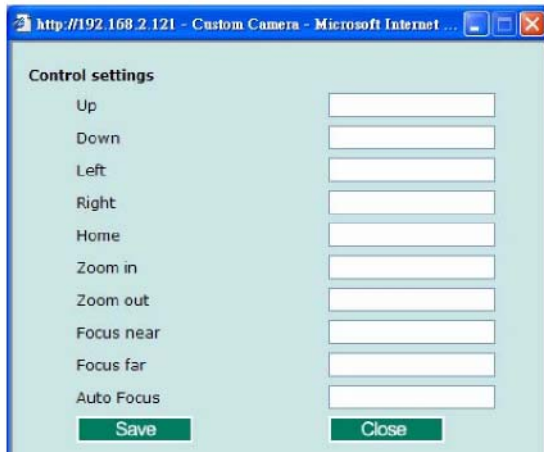 http://192.168.2.121 - Custom Camera - Microsoft Internet ...
Control settings
Up
Down
Left
Right
Home
Zoom in
Zoom out
Focus near
Focus far
Auto Focus
Save Close